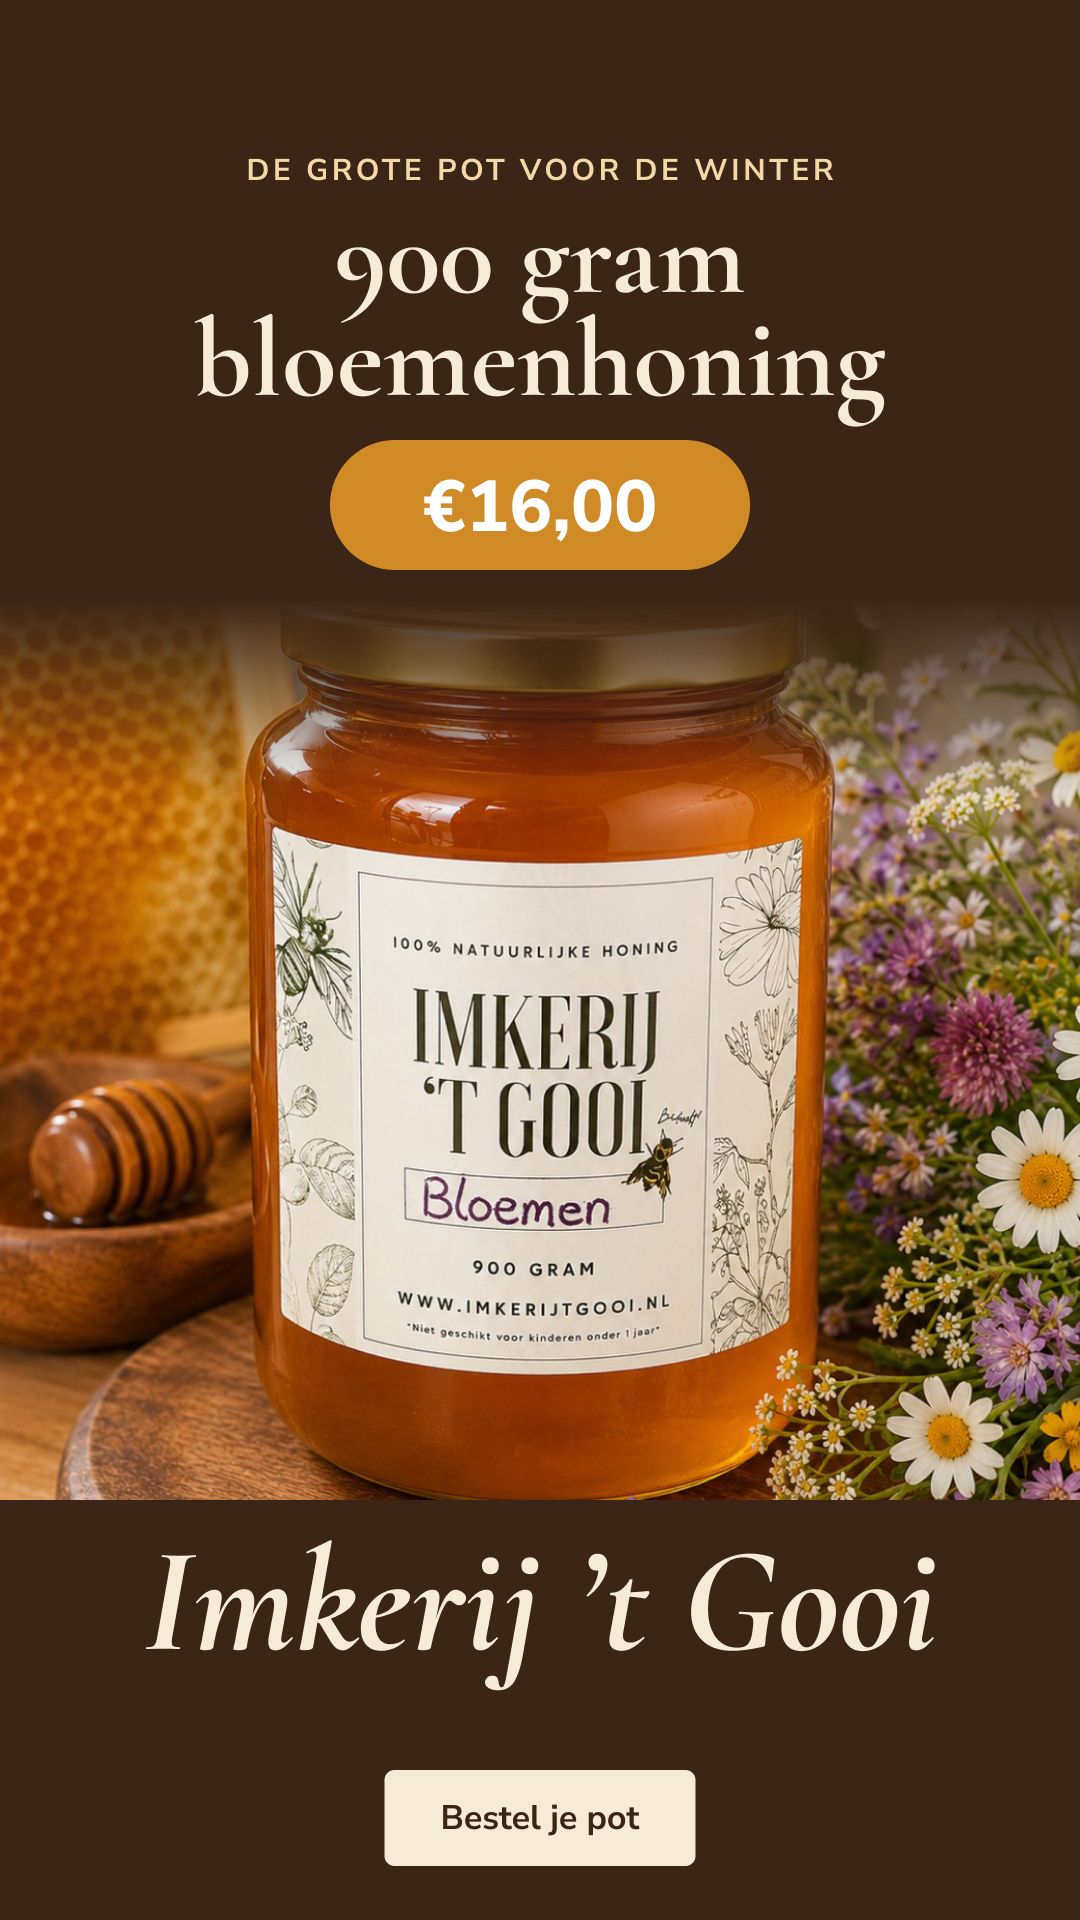 DE GROTE POT VOOR DE WINTER
900 gram
bloemenhoning
€16,00
100% NATUURLIJKE HONING
IMKERIJ
‘T GOOI
Bloemen
900 GRAM
WWW.IMKERIJTGOOI.NL
"Niet geschikt voor kinderen onder 1 jaar"
Imkerij ’t Gooi
Bestel je pot